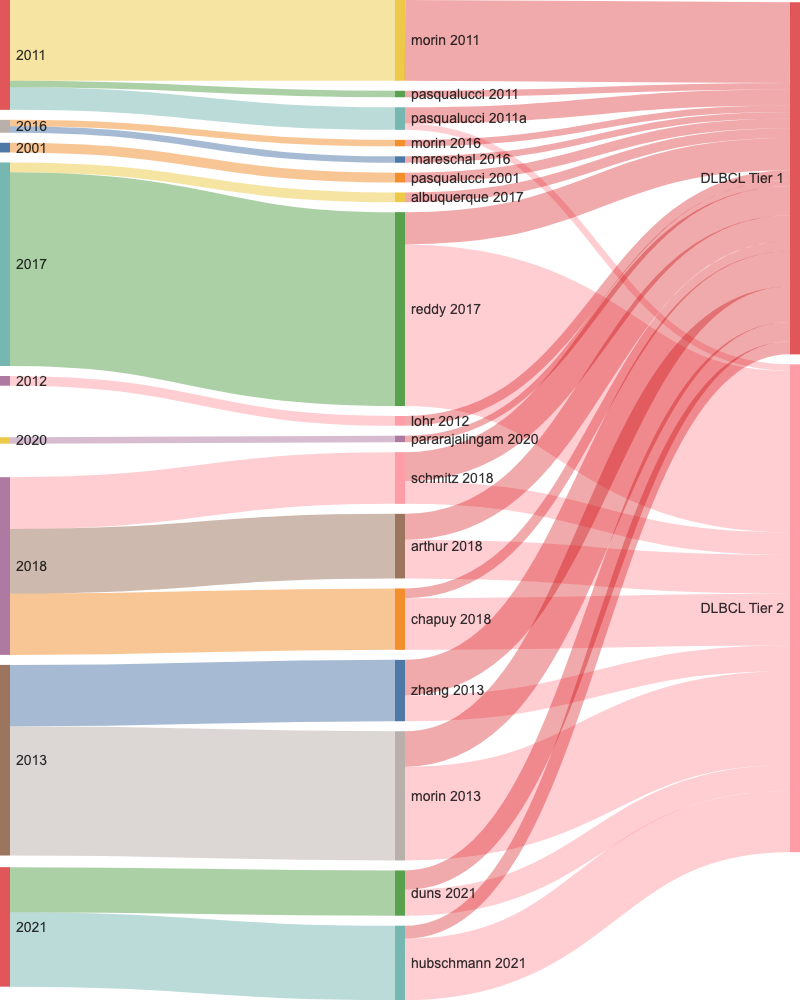 2011
2016
2001
2017
2012
2020
2018
2013
2021
morin 2011
pasqualucci 2011
pasqualucci 2011a
morin 2016
mareschal 2016
pasqualucci 2001
albuquerque 2017
reddy 2017
lohr 2012
pararajalingam 2020
schmitz 2018
arthur 2018
chapuy 2018
zhang 2013
morin 2013
duns 2021
hubschmann 2021
DLBCL Tier 1
DLBCL Tier 2